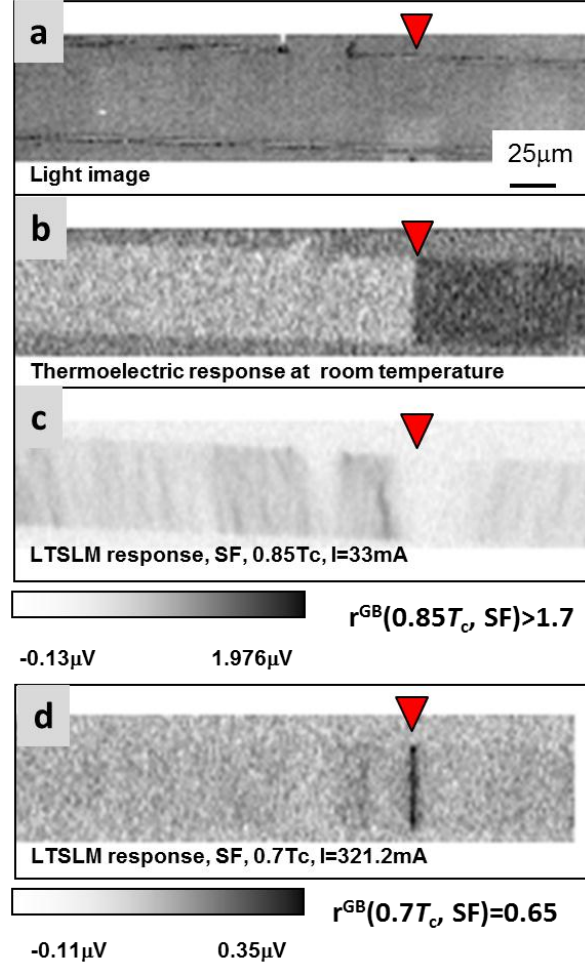 a
25μm
Light image
b
Thermoelectric response at room temperature
c
LTSLM response, SF, 0.85Tc, I=33mA
r^GB(0.85T_c, SF)>1.7
-0.13μV 1.976μV
d
LTSLM response, SF, 0.7Tc, I=321.2mA
r^GB(0.7T_c, SF)=0.65
-0.11μV 0.35μV